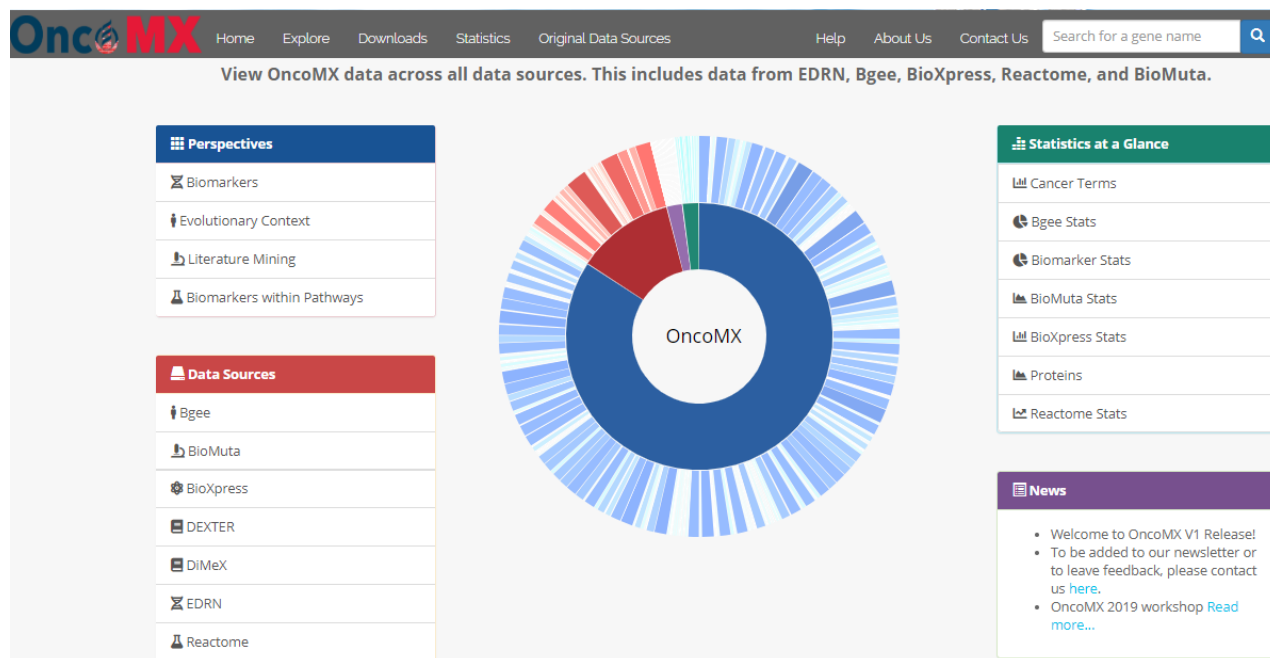 OncoMX
Home Explore Downloads Statistics Original Data Sources Help About Us Contact Us Search for a gene name
View OncoMX data across all data sources. This includes data from EDRN, Bgee, BioXpress, Reactome, and BioMuta.
Perspectives
Biomarkers
Evolutionary Context
Literature Mining
Biomarkers within Pathways
Data Sources
Bgee
BioMuta
BioXpress
DEXTER
DiMeX
EDRN
Reactome
OncoMX
Statistics at a Glance
Cancer Terms
Bgee Stats
Biomarker Stats
BioMuta Stats
BioXpress Stats
Proteins
Reactome Stats
News
• Welcome to OncoMX V1 Release!
• To be added to our newsletter or
to leave feedback, please contact
us here.
• OncoMX 2019 workshop Read
more...